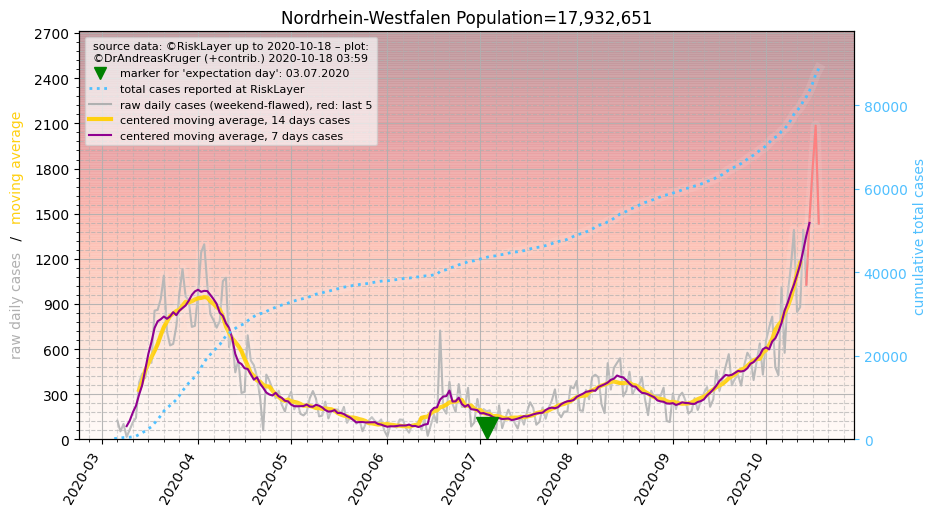 Nordrhein-Westfalen Population=17,932,651
source data: ©RiskLayer up to 2020-10-18 – plot:
©DrAndreasKruger (+contrib.) 2020-10-18 03:59
marker for 'expectation day': 03.07.2020
total cases reported at RiskLayer
raw daily cases (weekend-flawed), red: last 5
centered moving average, 14 days cases
centered moving average, 7 days cases
raw daily cases / moving average
2700
2400
2100
1800
1500
1200
900
600
300
0
cumulative total cases
80000
60000
40000
20000
0
2020-03
2020-04
2020-05
2020-06
2020-07
2020-08
2020-09
2020-10